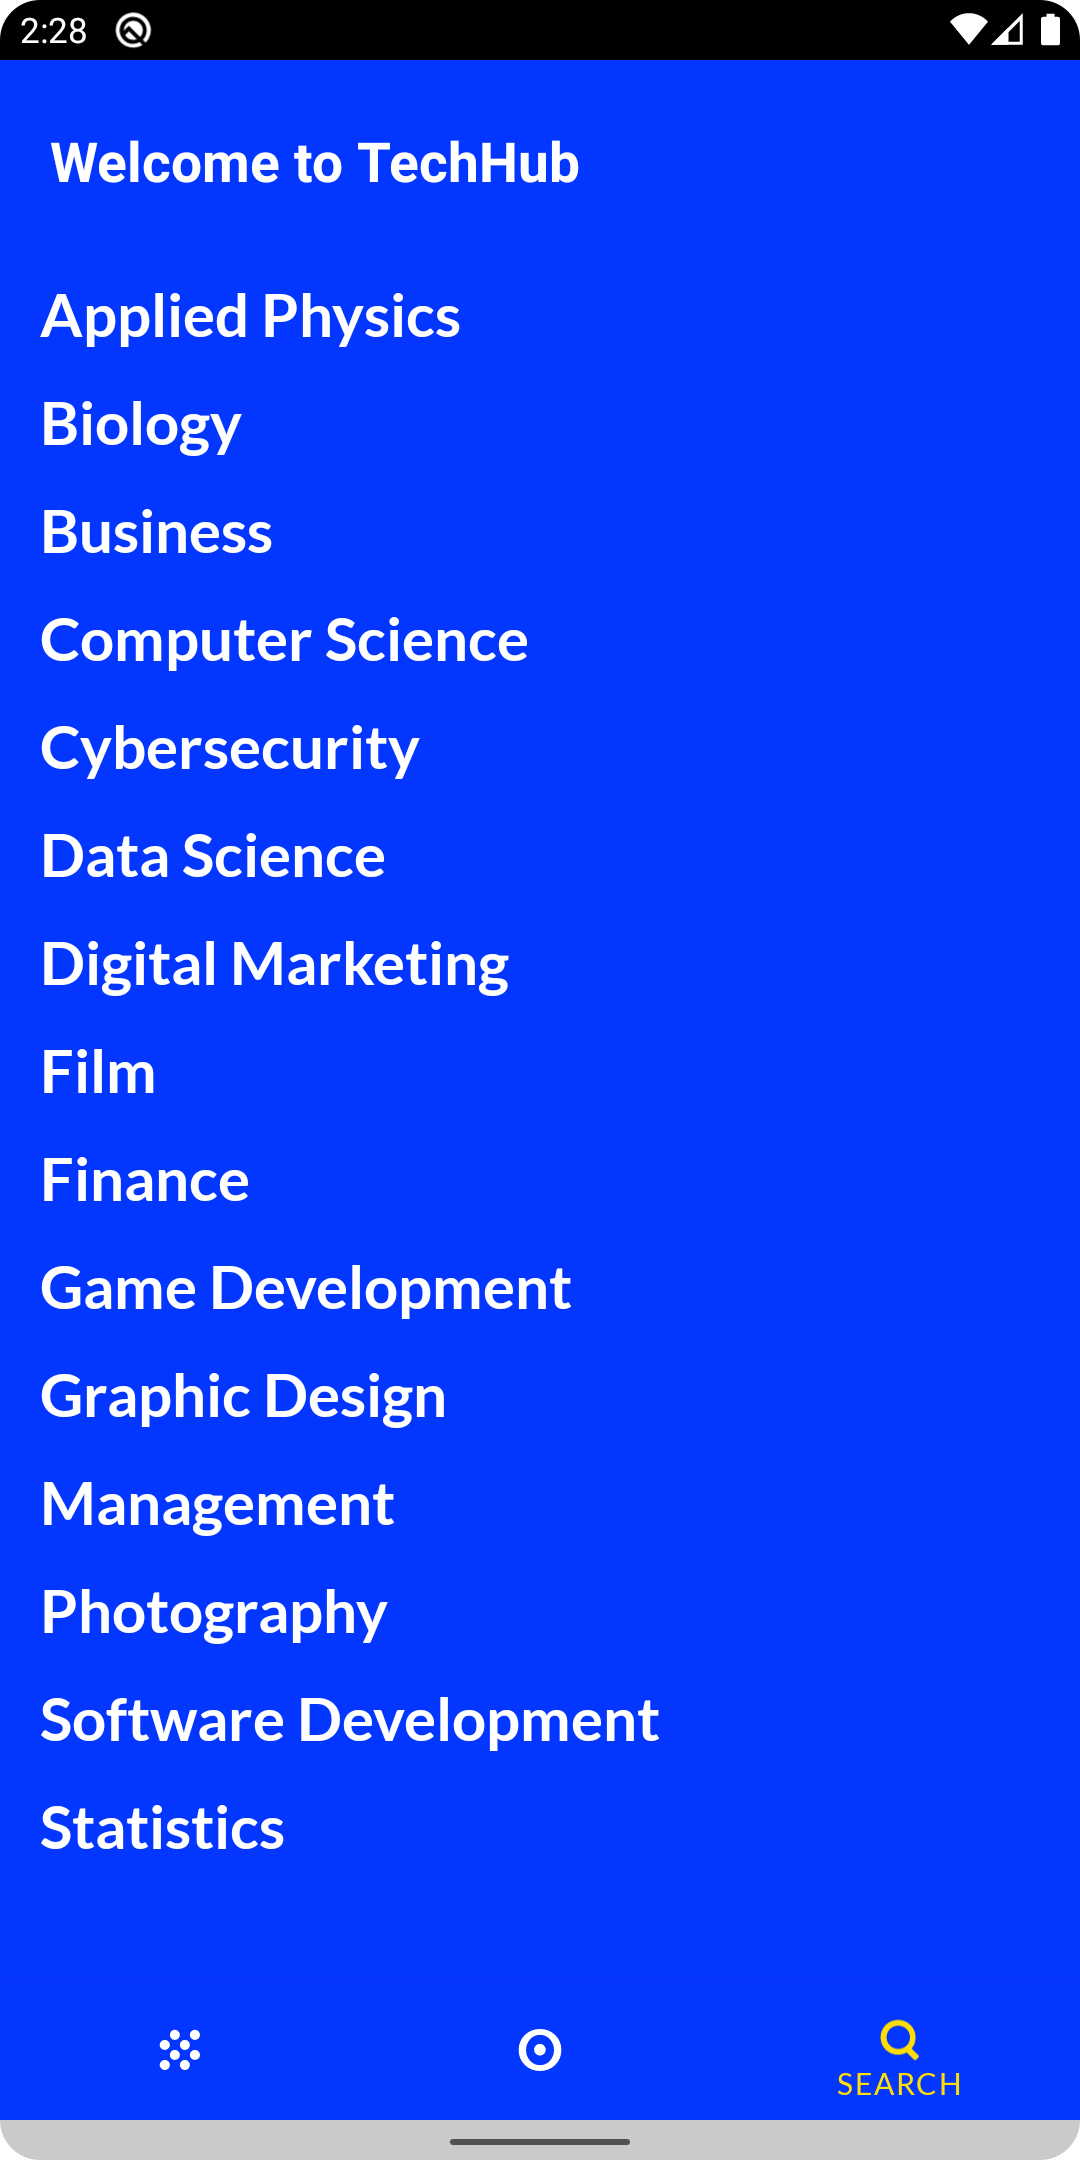 2:28
Welcome to TechHub
Applied Physics
Biology
Business
Computer Science
Cybersecurity
Data Science
Digital Marketing
Film
Finance
Game Development
Graphic Design
Management
Photography
Software Development
Statistics
SEARCH